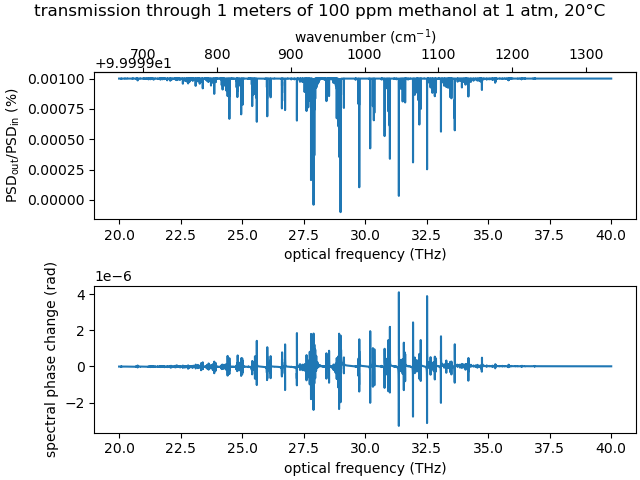 transmission through 1 meters of 100 ppm methanol at 1 atm, 20°C
wavenumber (cm⁻¹)
700 800 900 1000 1100 1200 1300
+9.9999e1
0.00100
0.00075
0.00050
0.00025
0.00000
PSD_out/PSD_in (%)
20.0 22.5 25.0 27.5 30.0 32.5 35.0 37.5 40.0
optical frequency (THz)
1e−6
4
2
0
−2
spectral phase change (rad)
20.0 22.5 25.0 27.5 30.0 32.5 35.0 37.5 40.0
optical frequency (THz)